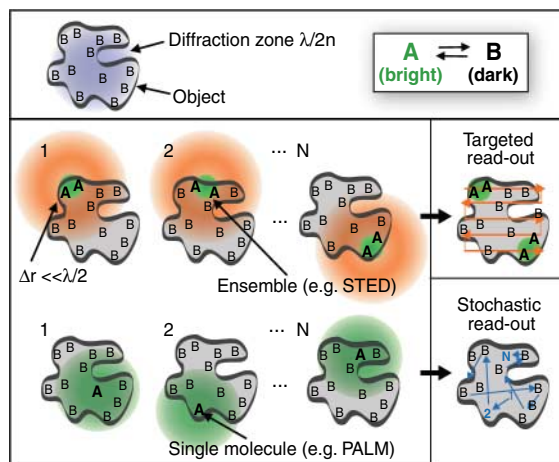 Diffraction zone λ/2n
Object
A ⇌ B
(bright) (dark)
B B B B B
B B
B B
B
B
B B
1
2
··· N
A A B B B
B
B B
B
B
B B
B B A A B
B
B B
B
B
B B
B B B B B
B
B B
B
A
A
B
Δr <<λ/2
Ensemble (e.g. STED)
Targeted
read-out
A A B B
B
B
B B
B
A
A
B
1
2
··· N
B B B B B
B
B A
B
B
B B
B B B B B
B
B B
B
B
A B
B B A B
B
B B
B
B
B B
Single molecule (e.g. PALM)
Stochastic
read-out
B B N B
B
B B
B
2 B
B